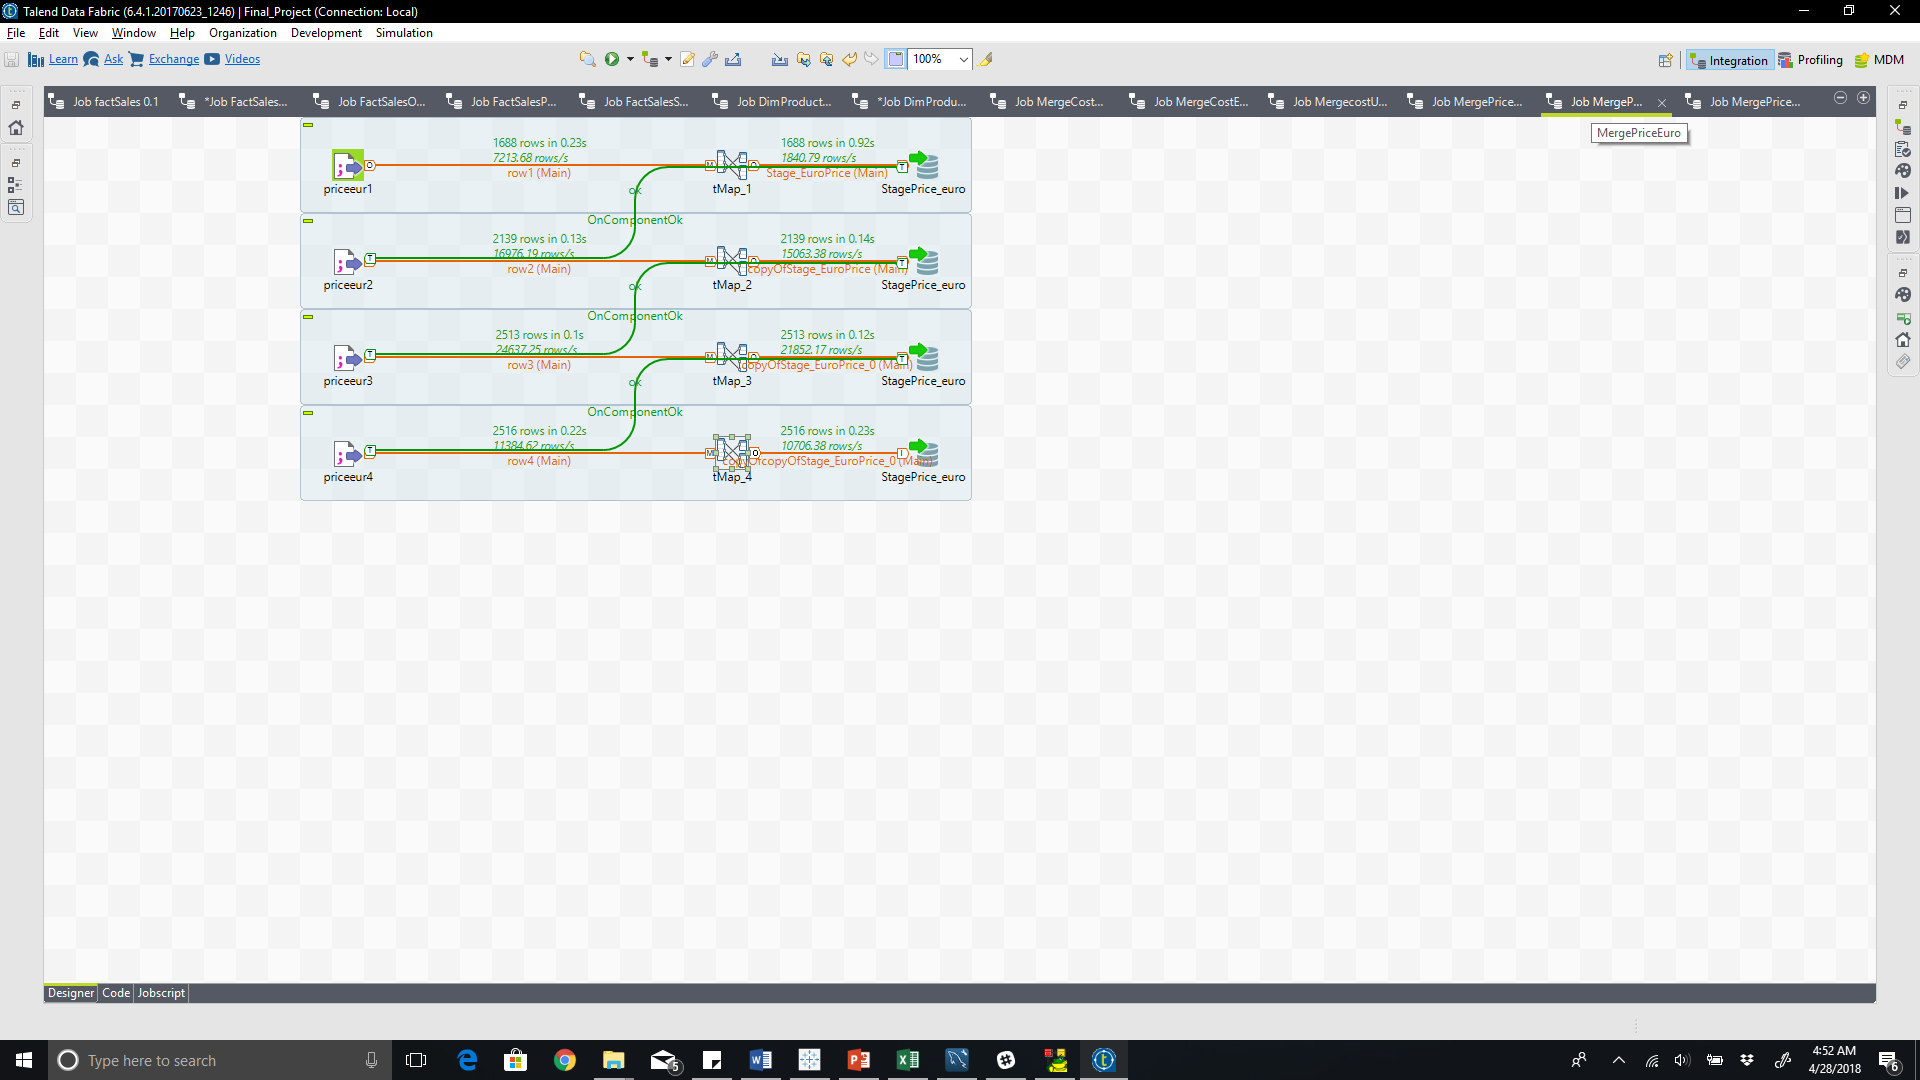 Talend Data Fabric (6.4.1.20170623_1246) | Final_Project (Connection: Local)
File Edit View Window Help Organization Development Simulation
Learn Ask Exchange Videos 100% Integration Profiling MDM
Job factSales 0.1 *Job FactSales... Job FactSalesO... Job FactSalesP... Job FactSalesS... Job DimProduct... *Job DimProdu... Job MergeCost... Job MergeCostE... Job MergecostU... Job MergePrice... Job MergeP... Job MergePrice...
MergePriceEuro
1688 rows in 0.23s 1688 rows in 0.92s
7213.68 rows/s 1840.79 rows/s
row1 (Main) Stage_EuroPrice (Main)
priceeur1 tMap_1 StagePrice_euro
ok
OnComponentOk
2139 rows in 0.13s 2139 rows in 0.14s
16976.19 rows/s 15063.38 rows/s
row2 (Main) copyOfStage_EuroPrice (Main)
priceeur2 tMap_2 StagePrice_euro
ok
OnComponentOk
2513 rows in 0.1s 2513 rows in 0.12s
24637.25 rows/s 21852.17 rows/s
row3 (Main) copyOfStage_EuroPrice_0 (Main)
priceeur3 tMap_3 StagePrice_euro
ok
OnComponentOk
2516 rows in 0.22s 2516 rows in 0.23s
11384.62 rows/s 10706.38 rows/s
row4 (Main) copyOfcopyOfStage_EuroPrice_0 (Main)
priceeur4 tMap_4 StagePrice_euro
Designer Code Jobscript
Type here to search
5
4:52 AM
4/28/2018
6